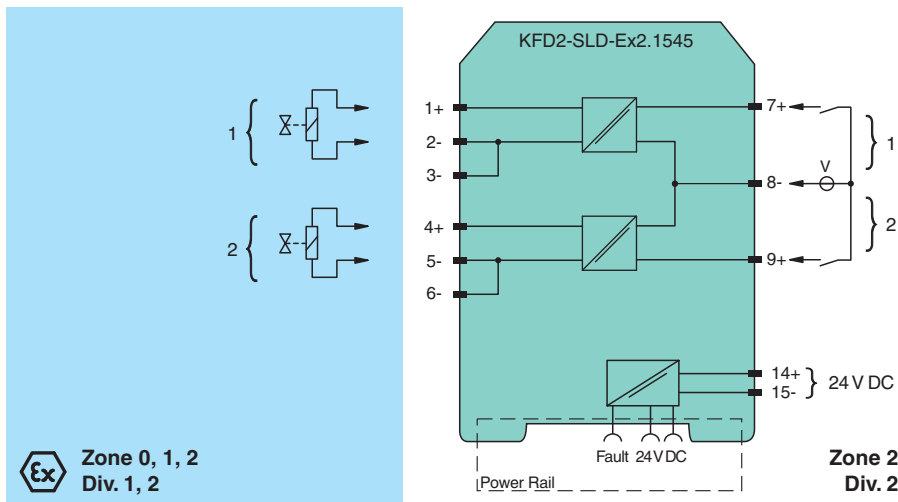 KFD2-SLD-Ex2.1545
1
1+
2-
3-
7+
1
V
8-
2
4+
5-
6-
2
9+
14+
15-
24 V DC
Fault 24 V DC
Power Rail
Ex
Zone 0, 1, 2
Div. 1, 2
Zone 2
Div. 2